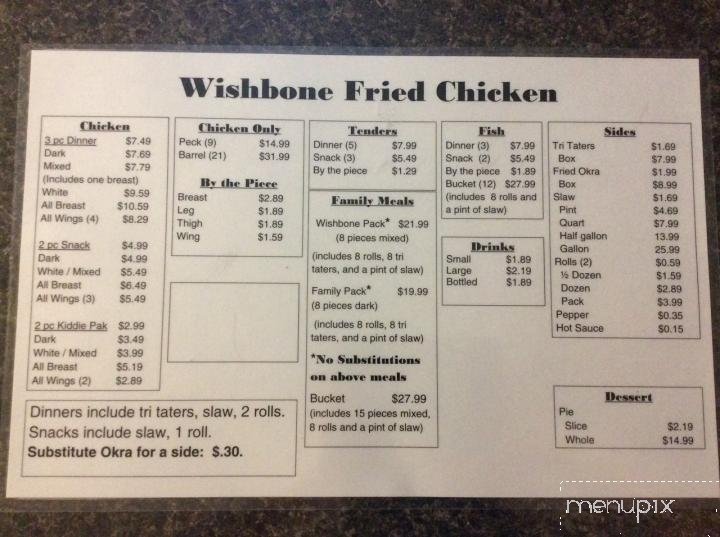 Wishbone Fried Chicken
Chicken
3 pc Dinner $7.49
Dark $7.69
Mixed $7.79
(Includes one breast)
White $9.59
All Breast $10.59
All Wings (4) $8.29
2 pc Snack $4.99
Dark $4.99
White / Mixed $5.49
All Breast $6.49
All Wings (3) $5.49
2 pc Kiddie Pak $2.99
Dark $3.49
White / Mixed $3.99
All Breast $5.19
All Wings (2) $2.89
Chicken Only
Peck (9) $14.99
Barrel (21) $31.99
By the Piece
Breast $2.89
Leg $1.89
Thigh $1.89
Wing $1.59
Tenders
Dinner (5) $7.99
Snack (3) $5.49
By the piece $1.29
Family Meals
Wishbone Pack* $21.99
(8 pieces mixed)
(includes 8 rolls, 8 tri
taters, and a pint of slaw)
Family Pack* $19.99
(8 pieces dark)
(includes 8 rolls, 8 tri
taters, and a pint of slaw)
*No Substitutions
on above meals
Bucket $27.99
(includes 15 pieces mixed,
8 rolls and a pint of slaw)
Fish
Dinner (3) $7.99
Snack (2) $5.49
By the piece $1.89
Bucket (12) $27.99
(includes 8 rolls and
a pint of slaw)
Drinks
Small $1.89
Large $2.19
Bottled $1.89
Sides
Tri Taters $1.69
Box $7.99
Fried Okra $1.99
Box $8.99
Slaw $1.69
Pint $4.69
Quart $7.99
Half gallon 13.99
Gallon 25.99
Rolls (2) $0.59
½ Dozen $1.59
Dozen $2.89
Pack $3.99
Pepper $0.35
Hot Sauce $0.15
Dessert
Pie
Slice $2.19
Whole $14.99
Dinners include tri taters, slaw, 2 rolls.
Snacks include slaw, 1 roll.
Substitute Okra for a side: $.30.
menupix